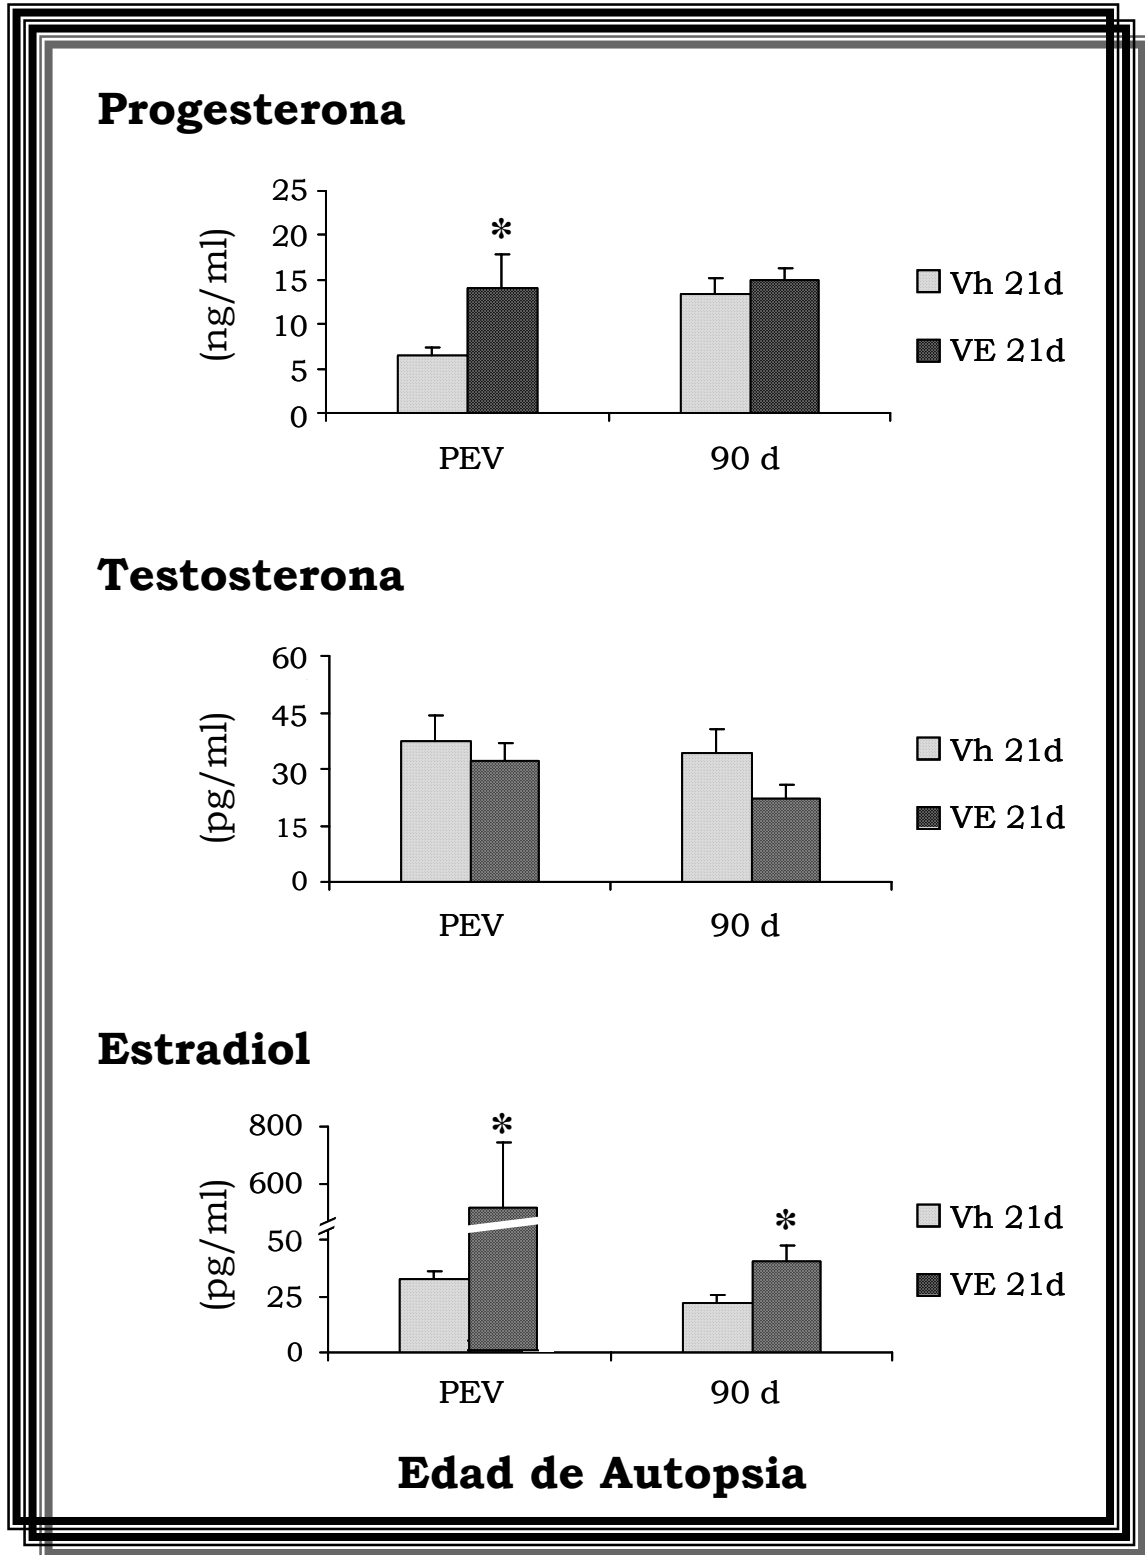 Progesterona
25
20
15
10
5
0
(ng/ml)
*
PEV
90 d
Vh 21d
VE 21d
Testosterona
60
45
30
15
0
(pg/ml)
PEV
90 d
Vh 21d
VE 21d
Estradiol
800
600
50
25
0
(pg/ml)
*
*
PEV
90 d
Vh 21d
VE 21d
Edad de Autopsia